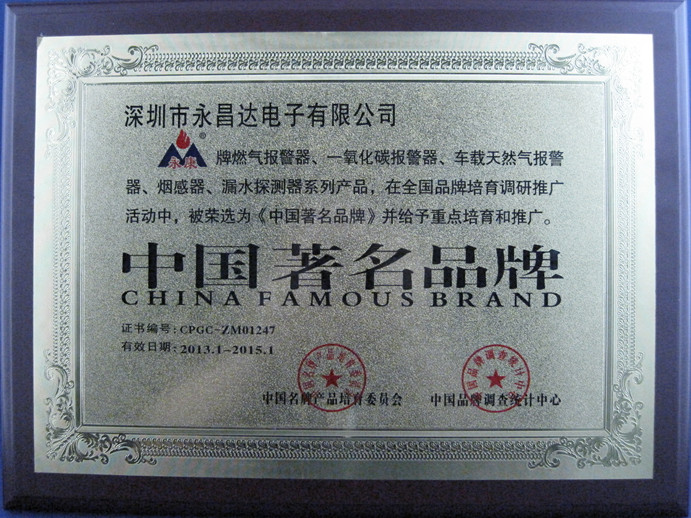 深圳市永昌达电子有限公司
永康® 牌燃气报警器、一氧化碳报警器、车载天然气报警
器、烟感器、漏水探测器系列产品，在全国品牌培育调研推广
活动中，被荣选为《中国著名品牌》并给予重点培育和推广。
中国著名品牌
CHINA FAMOUS BRAND
证书编号：CPGC-ZM01247
有效日期：2013.1-2015.1
中国名牌产品培育委员会 中国品牌调查统计中心